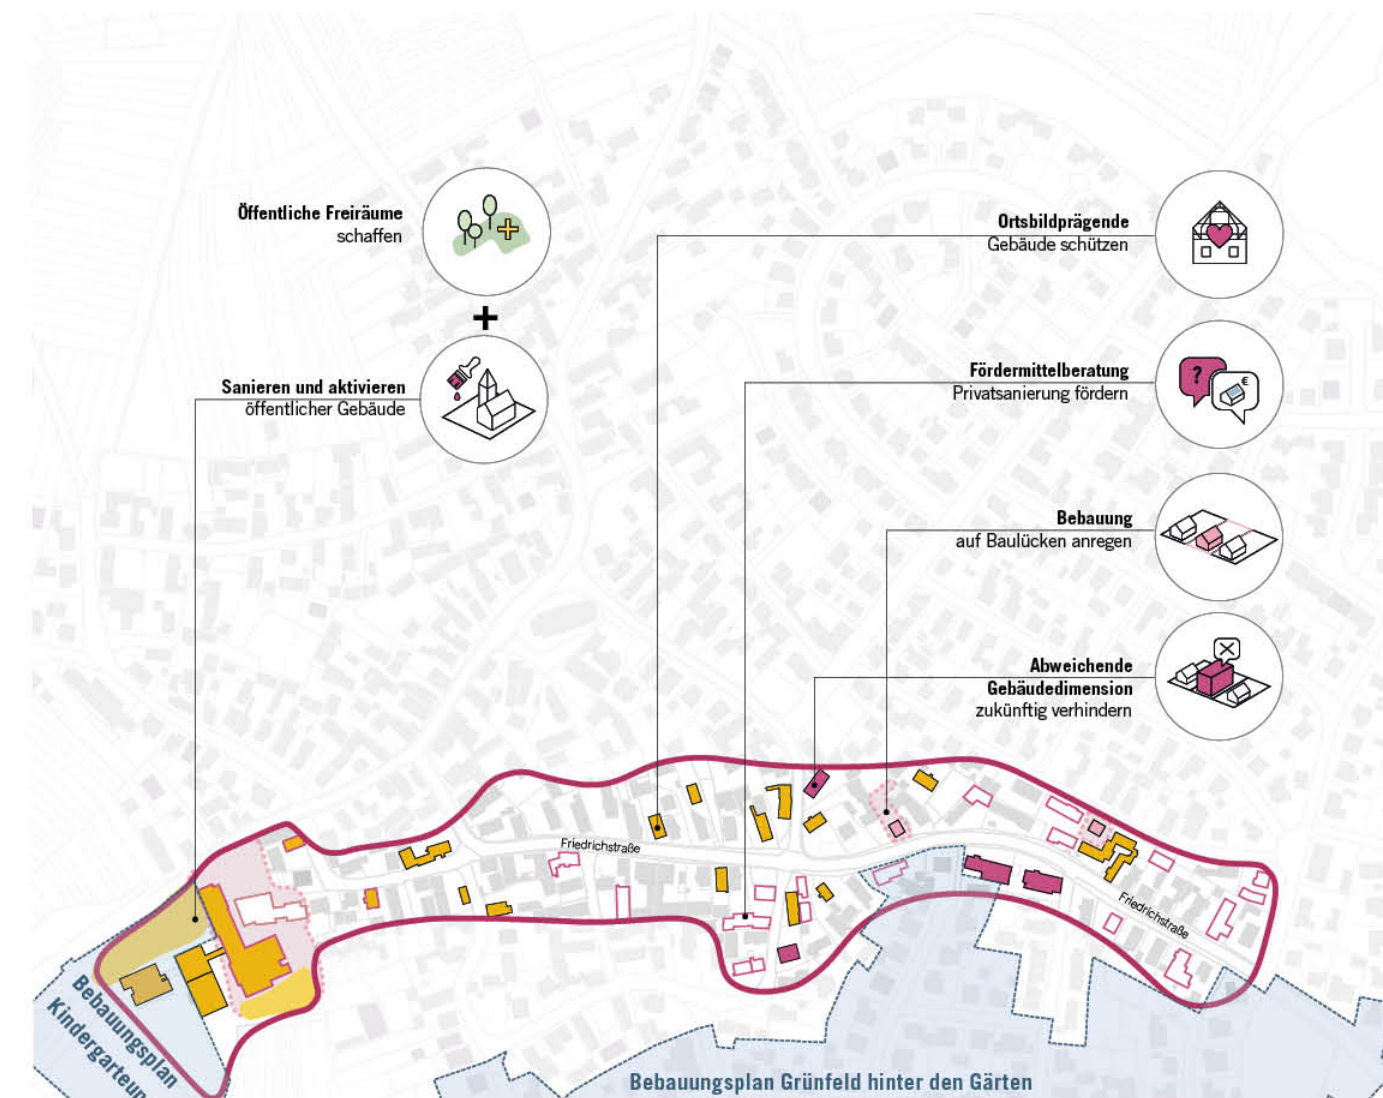 Öffentliche Freiräume
schaffen
Sanieren und aktivieren
öffentlicher Gebäude
Ortsbildprägende
Gebäude schützen
Fördermittelberatung
Privatsanierung fördern
Bebauung
auf Baulücken anregen
Abweichende
Gebäudedimension
zukünftig verhindern
?
€
Friedrichstraße
Friedrichstraße
Bebauungsplan
Bebauungsplan Grünfeld hinter den Gärten